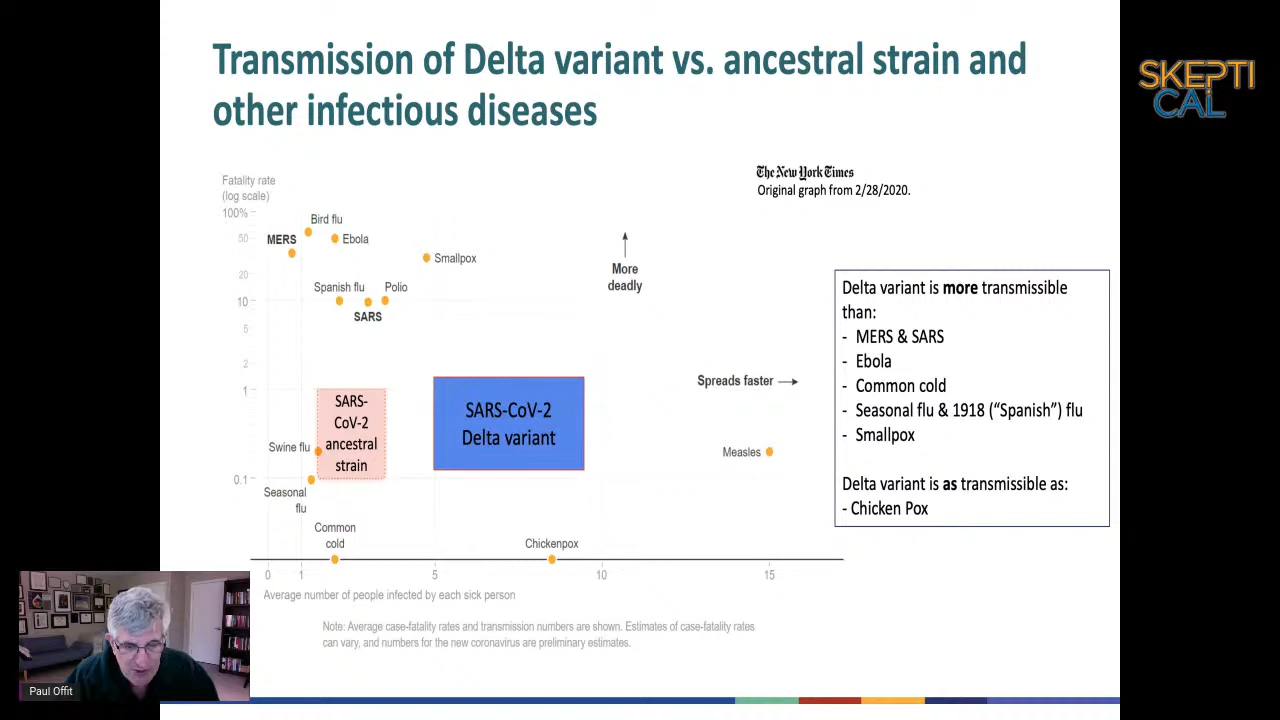 Transmission of Delta variant vs. ancestral strain and
other infectious diseases
SKEPTI
CAL
The New York Times
Original graph from 2/28/2020.
Fatality rate
(log scale)
100%
50
20
10
5
2
1
0.1
Bird flu
MERS
Ebola
Smallpox
Spanish flu
Polio
SARS
More
deadly
Spreads faster
SARS-
CoV-2
ancestral
strain
SARS-CoV-2
Delta variant
Swine flu
Measles
Seasonal
flu
Common
cold
Chickenpox
0 1 5 10 15
Average number of people infected by each sick person
Note: Average case-fatality rates and transmission numbers are shown. Estimates of case-fatality rates
can vary, and numbers for the new coronavirus are preliminary estimates.
Delta variant is more transmissible
than:
- MERS & SARS
- Ebola
- Common cold
- Seasonal flu & 1918 (“Spanish”) flu
- Smallpox
Delta variant is as transmissible as:
- Chicken Pox
Paul Offit